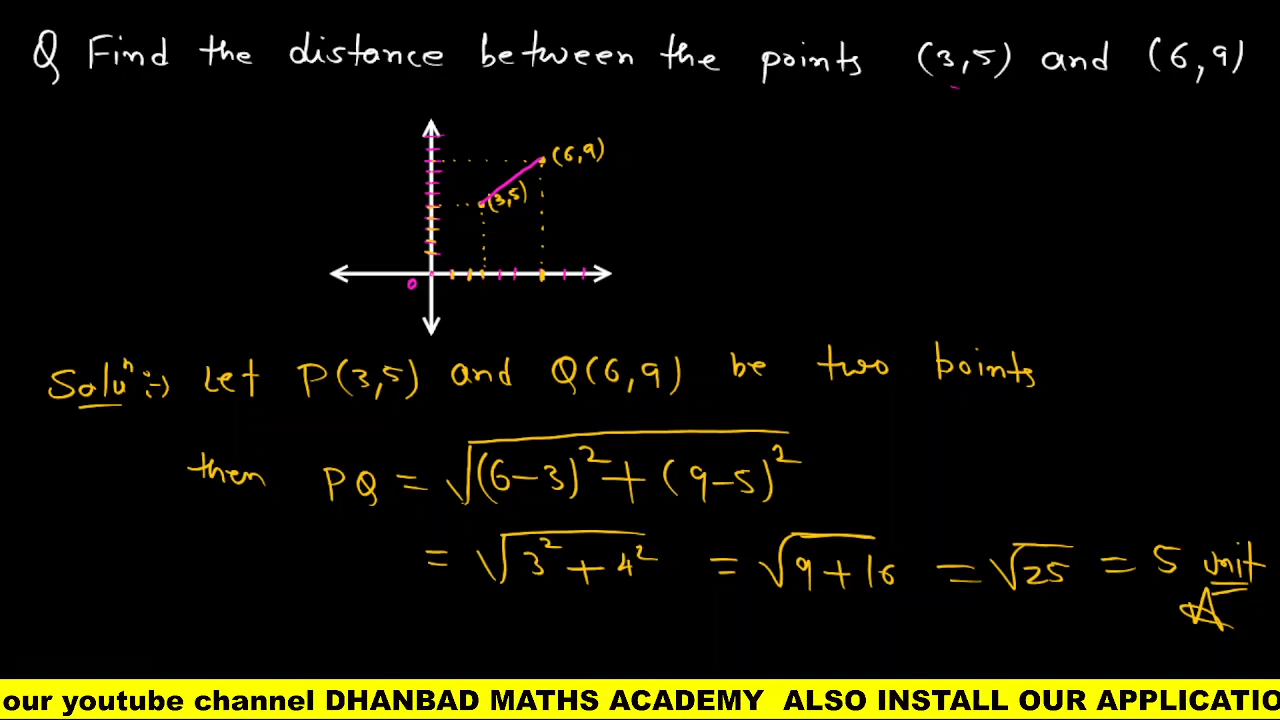 Q Find the distance between the points (3,5) and (6,9)
(6,9)
(3,5)
0
Soluⁿ:-) Let P(3,5) and Q(6,9) be two points
then PQ = √((6-3)² + (9-5)²)
= √(3² + 4²) = √(9+16) = √25 = 5 unit
A
our youtube channel DHANBAD MATHS ACADEMY ALSO INSTALL OUR APPLICATIO